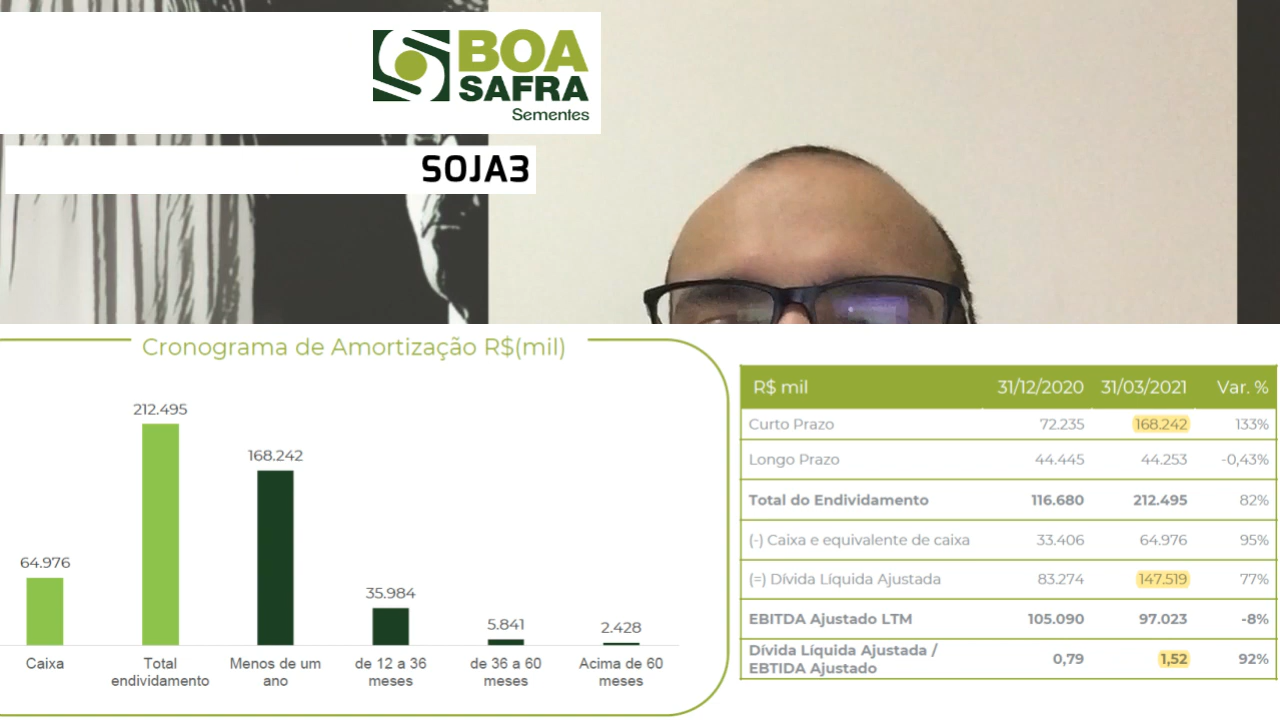 BOA
SAFRA
Sementes
SOJA3
Cronograma de Amortização R$(mil)
212.495
168.242
64.976
35.984
5.841
2.428
Caixa
Total
endividamento
Menos de um
ano
de 12 a 36
meses
de 36 a 60
meses
Acima de 60
meses
R$ mil 31/12/2020 31/03/2021 Var. %
Curto Prazo 72.235 168.242 133%
Longo Prazo 44.445 44.253 -0,43%
Total do Endividamento 116.680 212.495 82%
(-) Caixa e equivalente de caixa 33.406 64.976 95%
(=) Dívida Líquida Ajustada 83.274 147.519 77%
EBITDA Ajustado LTM 105.090 97.023 -8%
Dívida Líquida Ajustada /
EBTIDA Ajustado 0,79 1,52 92%